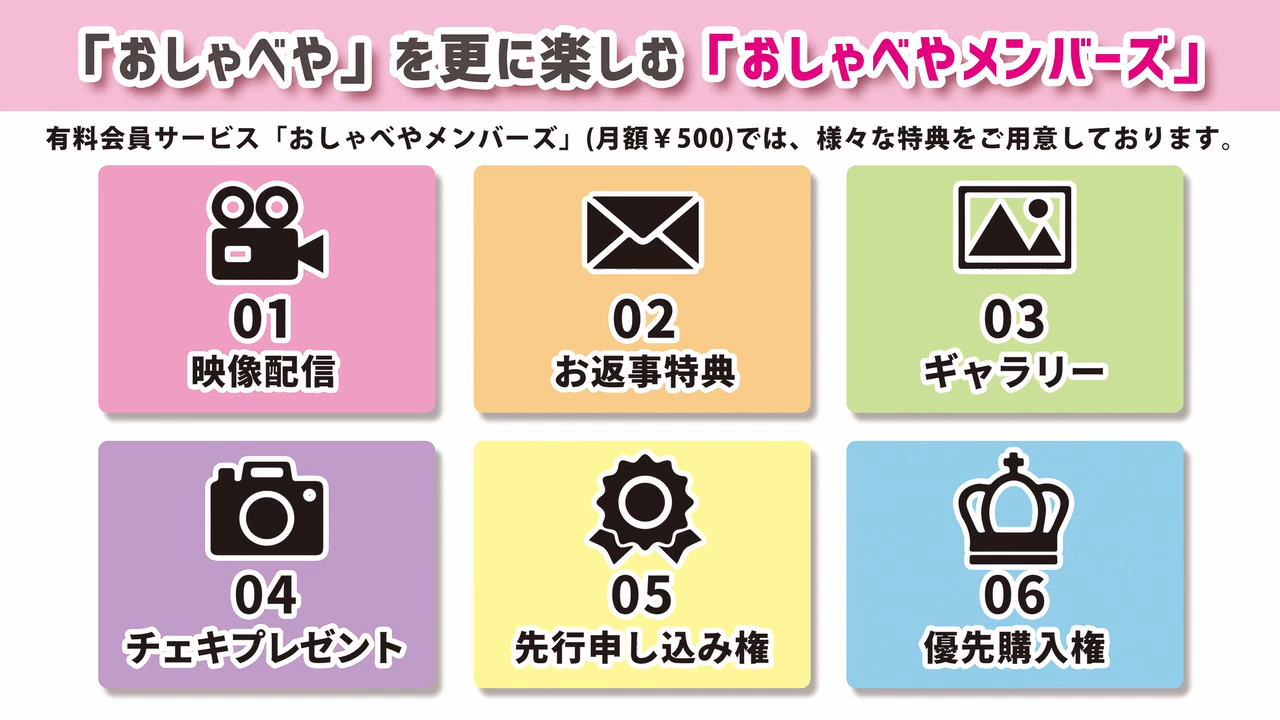 「おしゃべや」を更に楽しむ「おしゃべやメンバーズ」
有料会員サービス「おしゃべやメンバーズ」(月額￥500)では、様々な特典をご用意しております。
01
映像配信
02
お返事特典
03
ギャラリー
04
チェキプレゼント
05
先行申し込み権
06
優先購入権